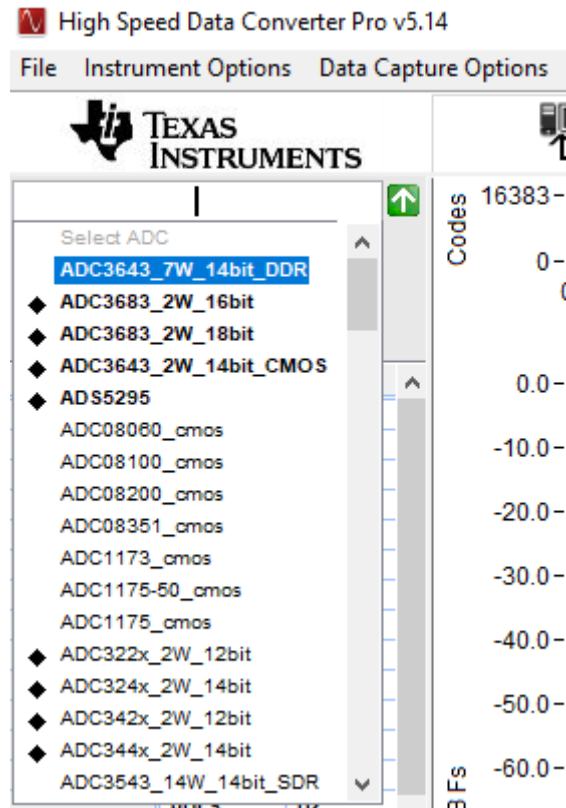 High Speed Data Converter Pro v5.14
File Instrument Options Data Capture Options
TEXAS
INSTRUMENTS
Select ADC
ADC3643_7W_14bit_DDR
ADC3683_2W_16bit
ADC3683_2W_18bit
ADC3643_2W_14bit_CMOS
ADS5295
ADC08060_cmos
ADC08100_cmos
ADC08200_cmos
ADC08351_cmos
ADC1173_cmos
ADC1175-50_cmos
ADC1175_cmos
ADC322x_2W_12bit
ADC324x_2W_14bit
ADC342x_2W_12bit
ADC344x_2W_14bit
ADC3543_14W_14bit_SDR
Codes
16383
0
0.0
-10.0
-20.0
-30.0
-40.0
-50.0
-60.0